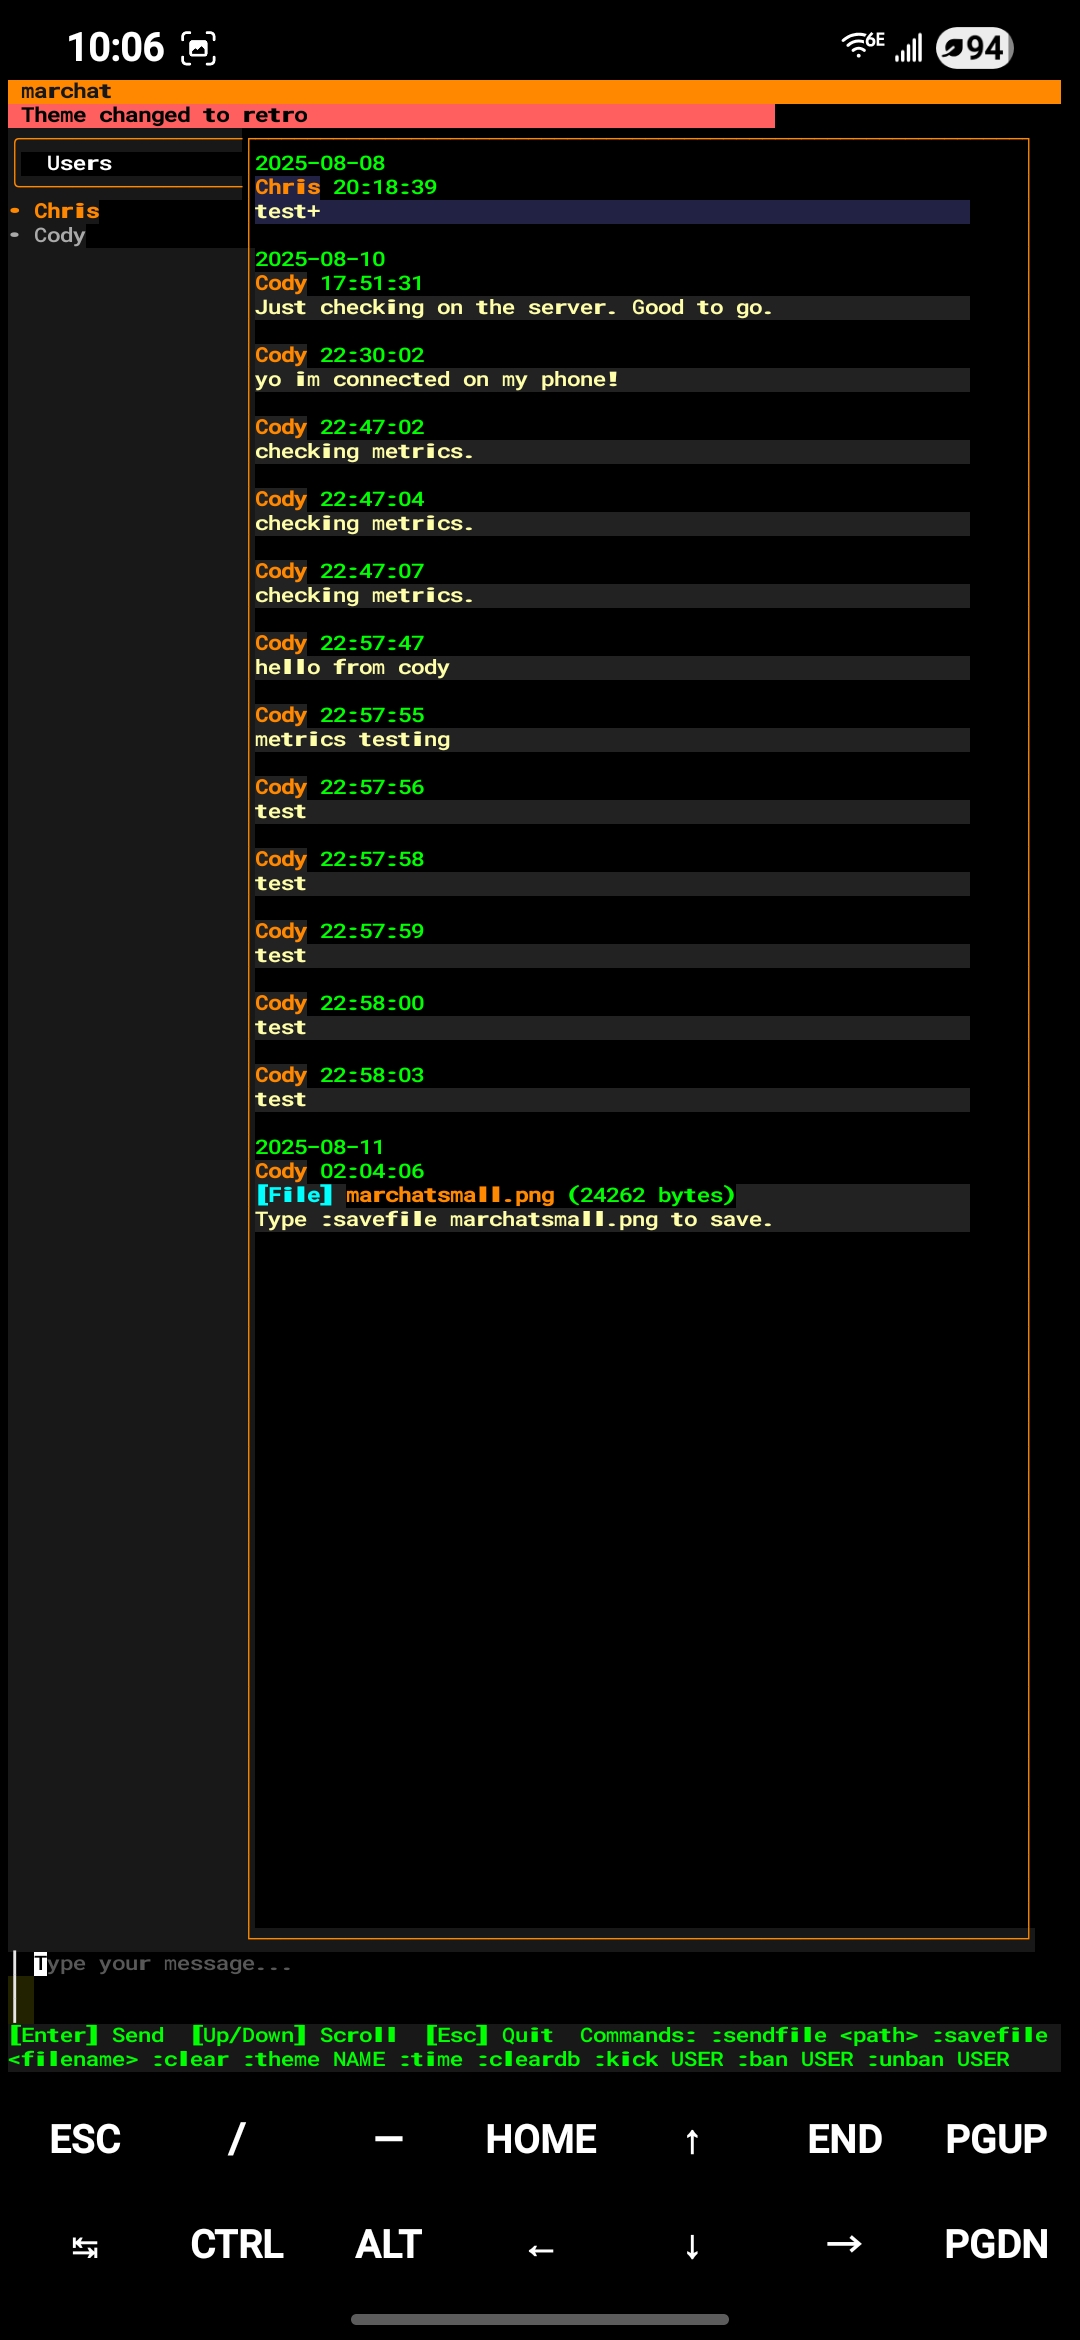 10:06 6E 94
marchat
Theme changed to retro
Users
• Chris
• Cody
2025-08-08
Chris 20:18:39
test+
2025-08-10
Cody 17:51:31
Just checking on the server. Good to go.
Cody 22:30:02
yo im connected on my phone!
Cody 22:47:02
checking metrics.
Cody 22:47:04
checking metrics.
Cody 22:47:07
checking metrics.
Cody 22:57:47
hello from cody
Cody 22:57:55
metrics testing
Cody 22:57:56
test
Cody 22:57:58
test
Cody 22:57:59
test
Cody 22:58:00
test
Cody 22:58:03
test
2025-08-11
Cody 02:04:06
[File] marchatsmall.png (24262 bytes)
Type :savefile marchatsmall.png to save.
Type your message...
[Enter] Send [Up/Down] Scroll [Esc] Quit Commands: :sendfile <path> :savefile
<filename> :clear :theme NAME :time :cleardb :kick USER :ban USER :unban USER
ESC / — HOME ↑ END PGUP
↹ CTRL ALT ← ↓ → PGDN